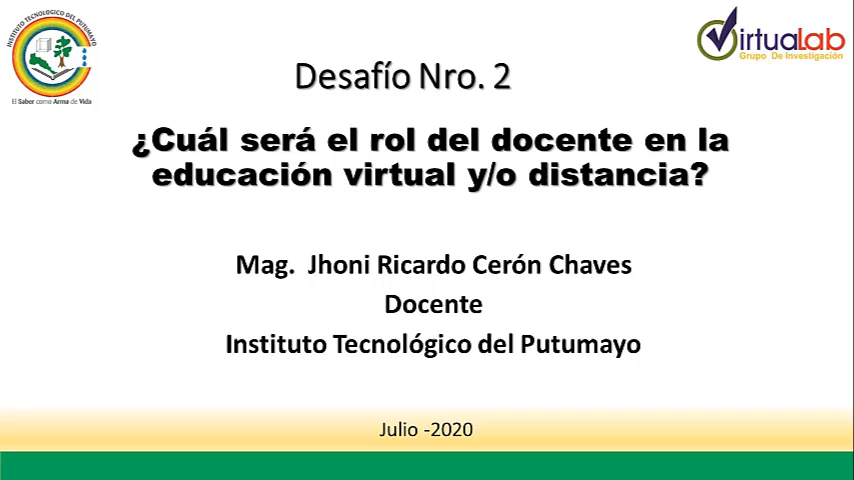 INSTITUTO TECNOLÓGICO DEL PUTUMAYO
El Saber como Arma de Vida
VirtuaLab
Grupo De Investigación
Desafío Nro. 2
¿Cuál será el rol del docente en la
educación virtual y/o distancia?
Mag. Jhoni Ricardo Cerón Chaves
Docente
Instituto Tecnológico del Putumayo
Julio -2020